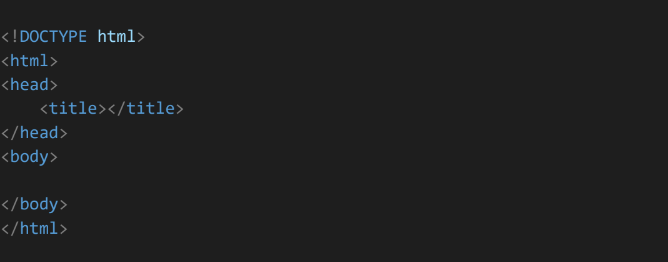 <!DOCTYPE html>
<html>
<head>
    <title></title>
</head>
<body>

</body>
</html>